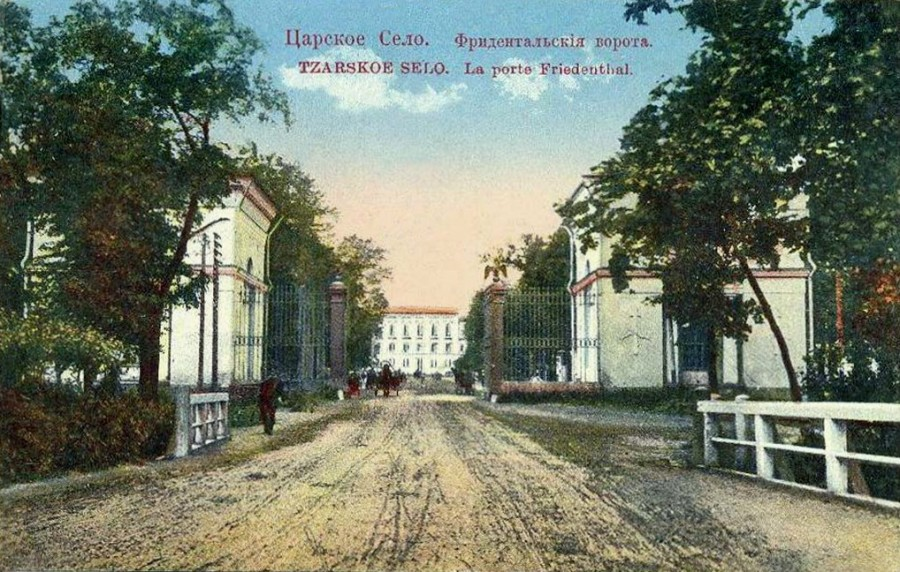 Царское Село. Фридентальскія ворота.
TZARSKOE SELO. La porte Friedenthal.